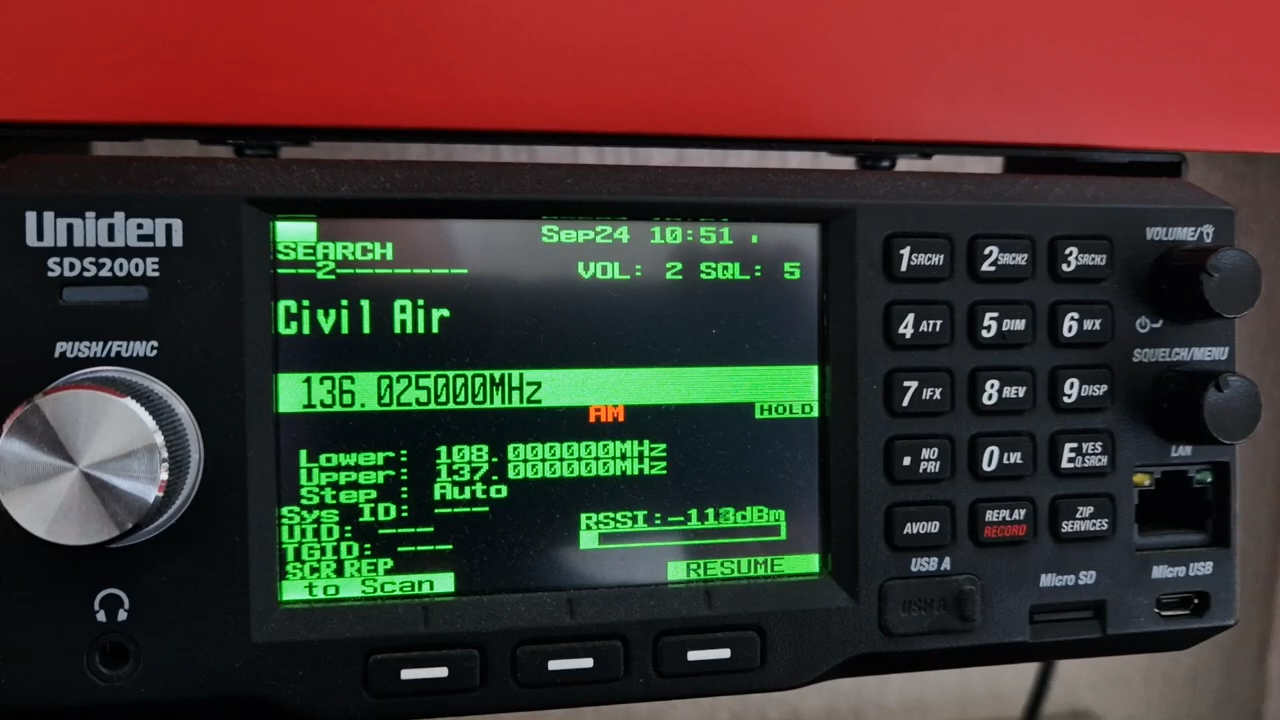 Uniden
SDS200E
PUSH/FUNC
Sep24 10:51
SEARCH
--2-------
VOL: 2 SQL: 5
Civil Air
136.025000MHz
AM
HOLD
Lower: 108.000000MHz
Upper: 137.000000MHz
Step : Auto
Sys ID: ---
UID: ---
TGID: ---
RSSI:-118dBm
SCR REP
to Scan
RESUME
1 SRCH1
2 SRCH2
3 SRCH3
4 ATT
5 DIM
6 WX
7 IFX
8 REV
9 DISP
. NO PRI
0 LVL
E YES Q.SRCH
AVOID
REPLAY RECORD
ZIP SERVICES
VOLUME/
SQUELCH/MENU
LAN
USB A
USB A
Micro SD
Micro USB